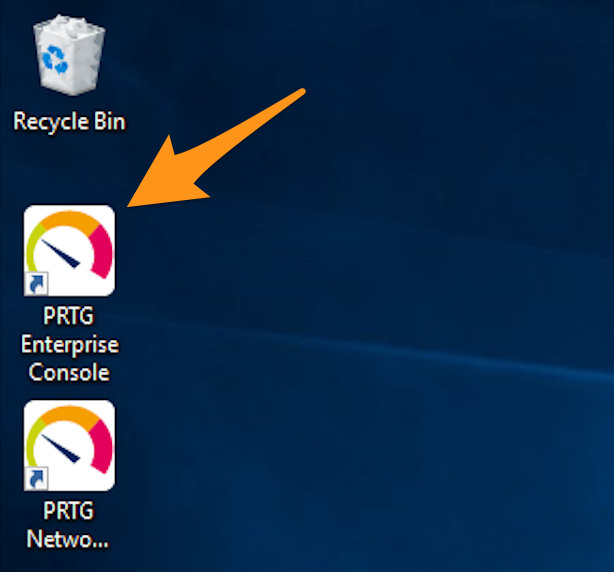 Recycle Bin
PRTG
Enterprise
Console
PRTG
Netwo...